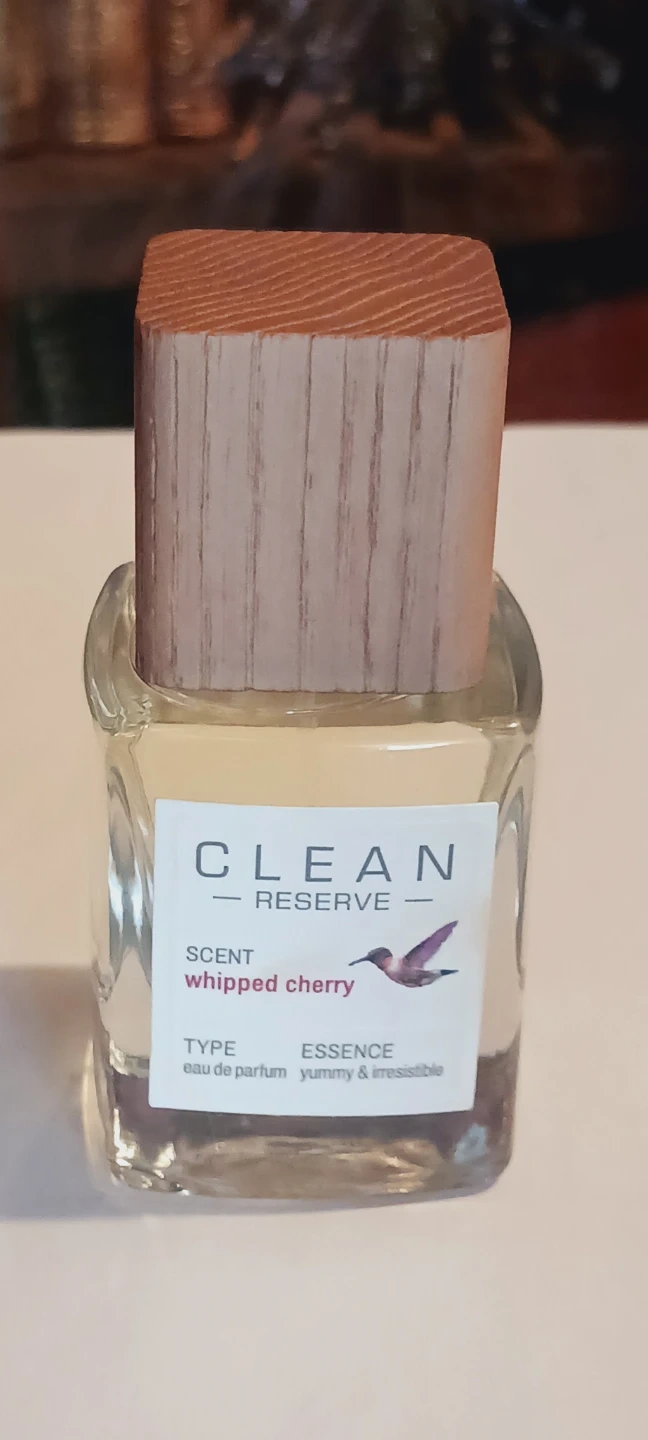 CLEAN
— RESERVE —
SCENT
whipped cherry
TYPE ESSENCE
eau de parfum yummy & irresistible